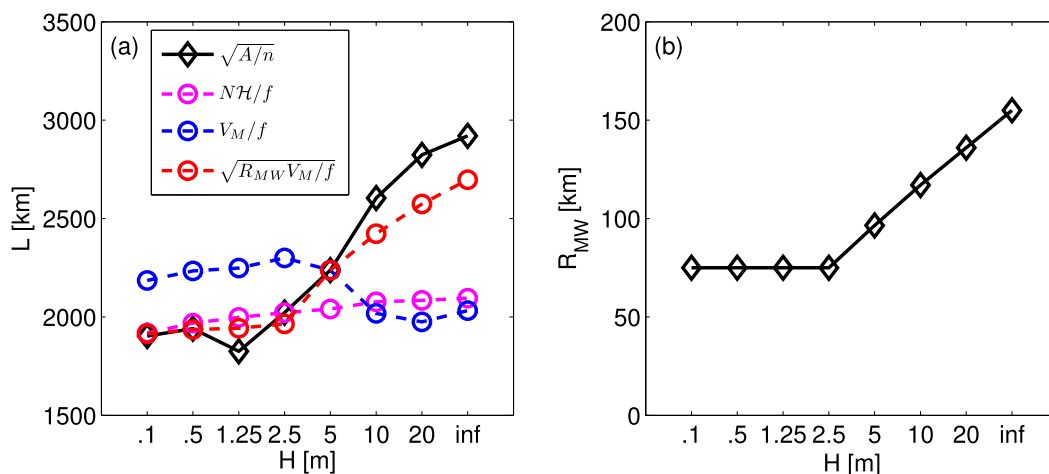 (a)
3500
3000
2500
2000
1500
L [km]
√A/n
Nℋ/f
V_M/f
√R_MW V_M/f
.1 .5 1.25 2.5 5 10 20 inf
H [m]
(b)
200
150
100
50
0
R_MW [km]
.1 .5 1.25 2.5 5 10 20 inf
H [m]